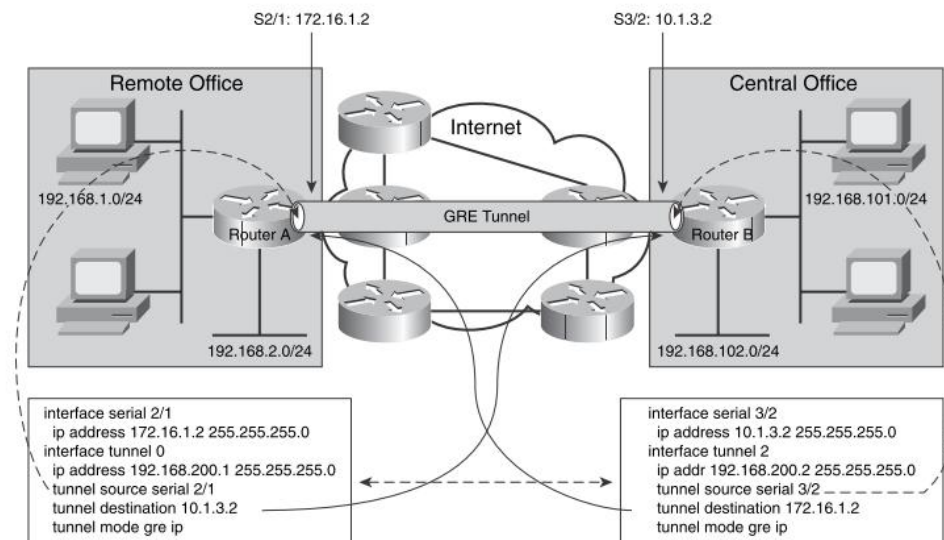 S2/1: 172.16.1.2
S3/2: 10.1.3.2
Remote Office
Central Office
Internet
192.168.1.0/24
192.168.101.0/24
GRE Tunnel
Router A
Router B
192.168.2.0/24
192.168.102.0/24
interface serial 2/1
ip address 172.16.1.2 255.255.255.0
interface tunnel 0
ip address 192.168.200.1 255.255.255.0
tunnel source serial 2/1
tunnel destination 10.1.3.2
tunnel mode gre ip
interface serial 3/2
ip address 10.1.3.2 255.255.255.0
interface tunnel 2
ip addr 192.168.200.2 255.255.255.0
tunnel source serial 3/2
tunnel destination 172.16.1.2
tunnel mode gre ip